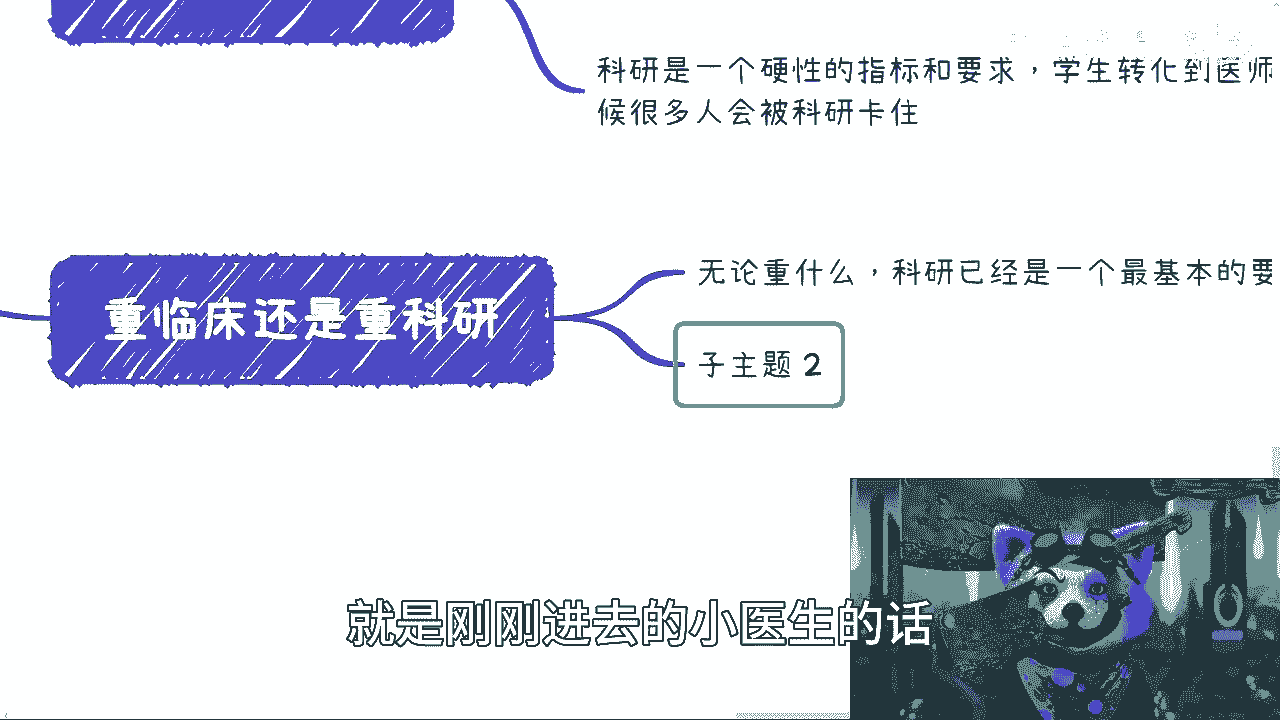 科研是一个硬性的指标和要求，学生转化到医师
候很多人会被科研卡住
无论重什么，科研已经是一个最基本的要
重临床还是重科研
子主题 2
就是刚刚进去的小医生的话